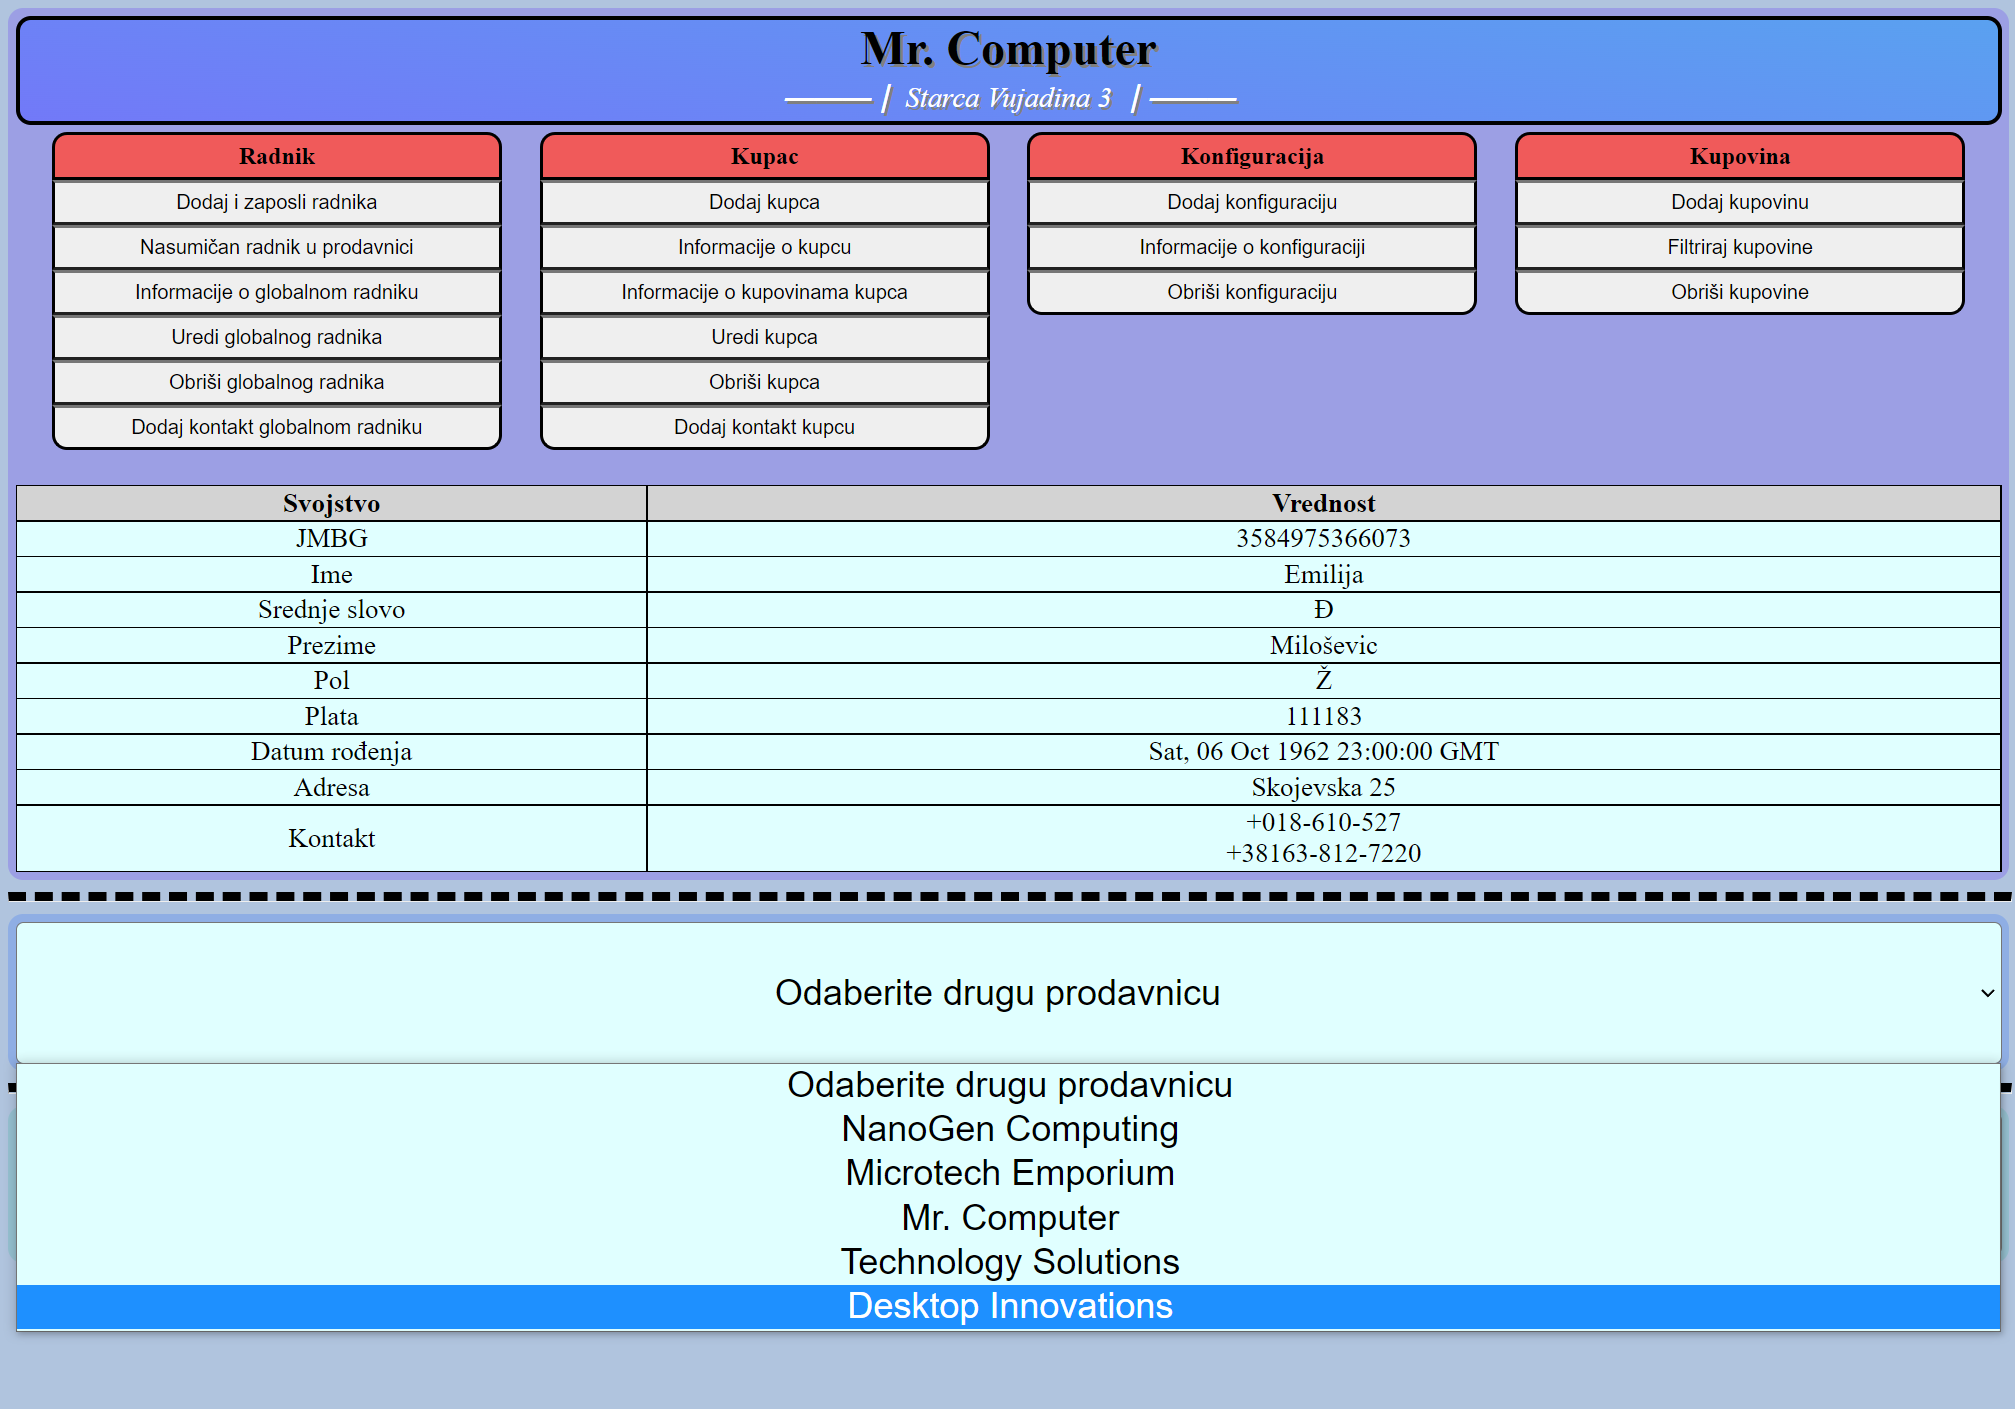 Mr. Computer
Starca Vujadina 3
Radnik
Dodaj i zaposli radnika
Nasumičan radnik u prodavnici
Informacije o globalnom radniku
Uredi globalnog radnika
Obriši globalnog radnika
Dodaj kontakt globalnom radniku
Kupac
Dodaj kupca
Informacije o kupcu
Informacije o kupovinama kupca
Uredi kupca
Obriši kupca
Dodaj kontakt kupcu
Konfiguracija
Dodaj konfiguraciju
Informacije o konfiguraciji
Obriši konfiguraciju
Kupovina
Dodaj kupovinu
Filtriraj kupovine
Obriši kupovine
Svojstvo Vrednost
JMBG 3584975366073
Ime Emilija
Srednje slovo Đ
Prezime Miloševic
Pol Ž
Plata 111183
Datum rođenja Sat, 06 Oct 1962 23:00:00 GMT
Adresa Skojevska 25
Kontakt +018-610-527
+38163-812-7220
Odaberite drugu prodavnicu
Odaberite drugu prodavnicu
NanoGen Computing
Microtech Emporium
Mr. Computer
Technology Solutions
Desktop Innovations